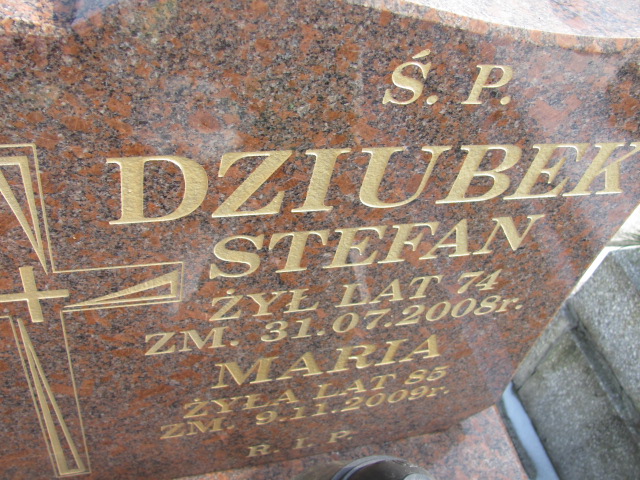 Ś. P.
DZIUBEK
STEFAN
ŻYŁ LAT 74
ZM. 31.07.2008r.
MARIA
ŻYŁA LAT 85
ZM. 9.11.2009r.
R. I. P.